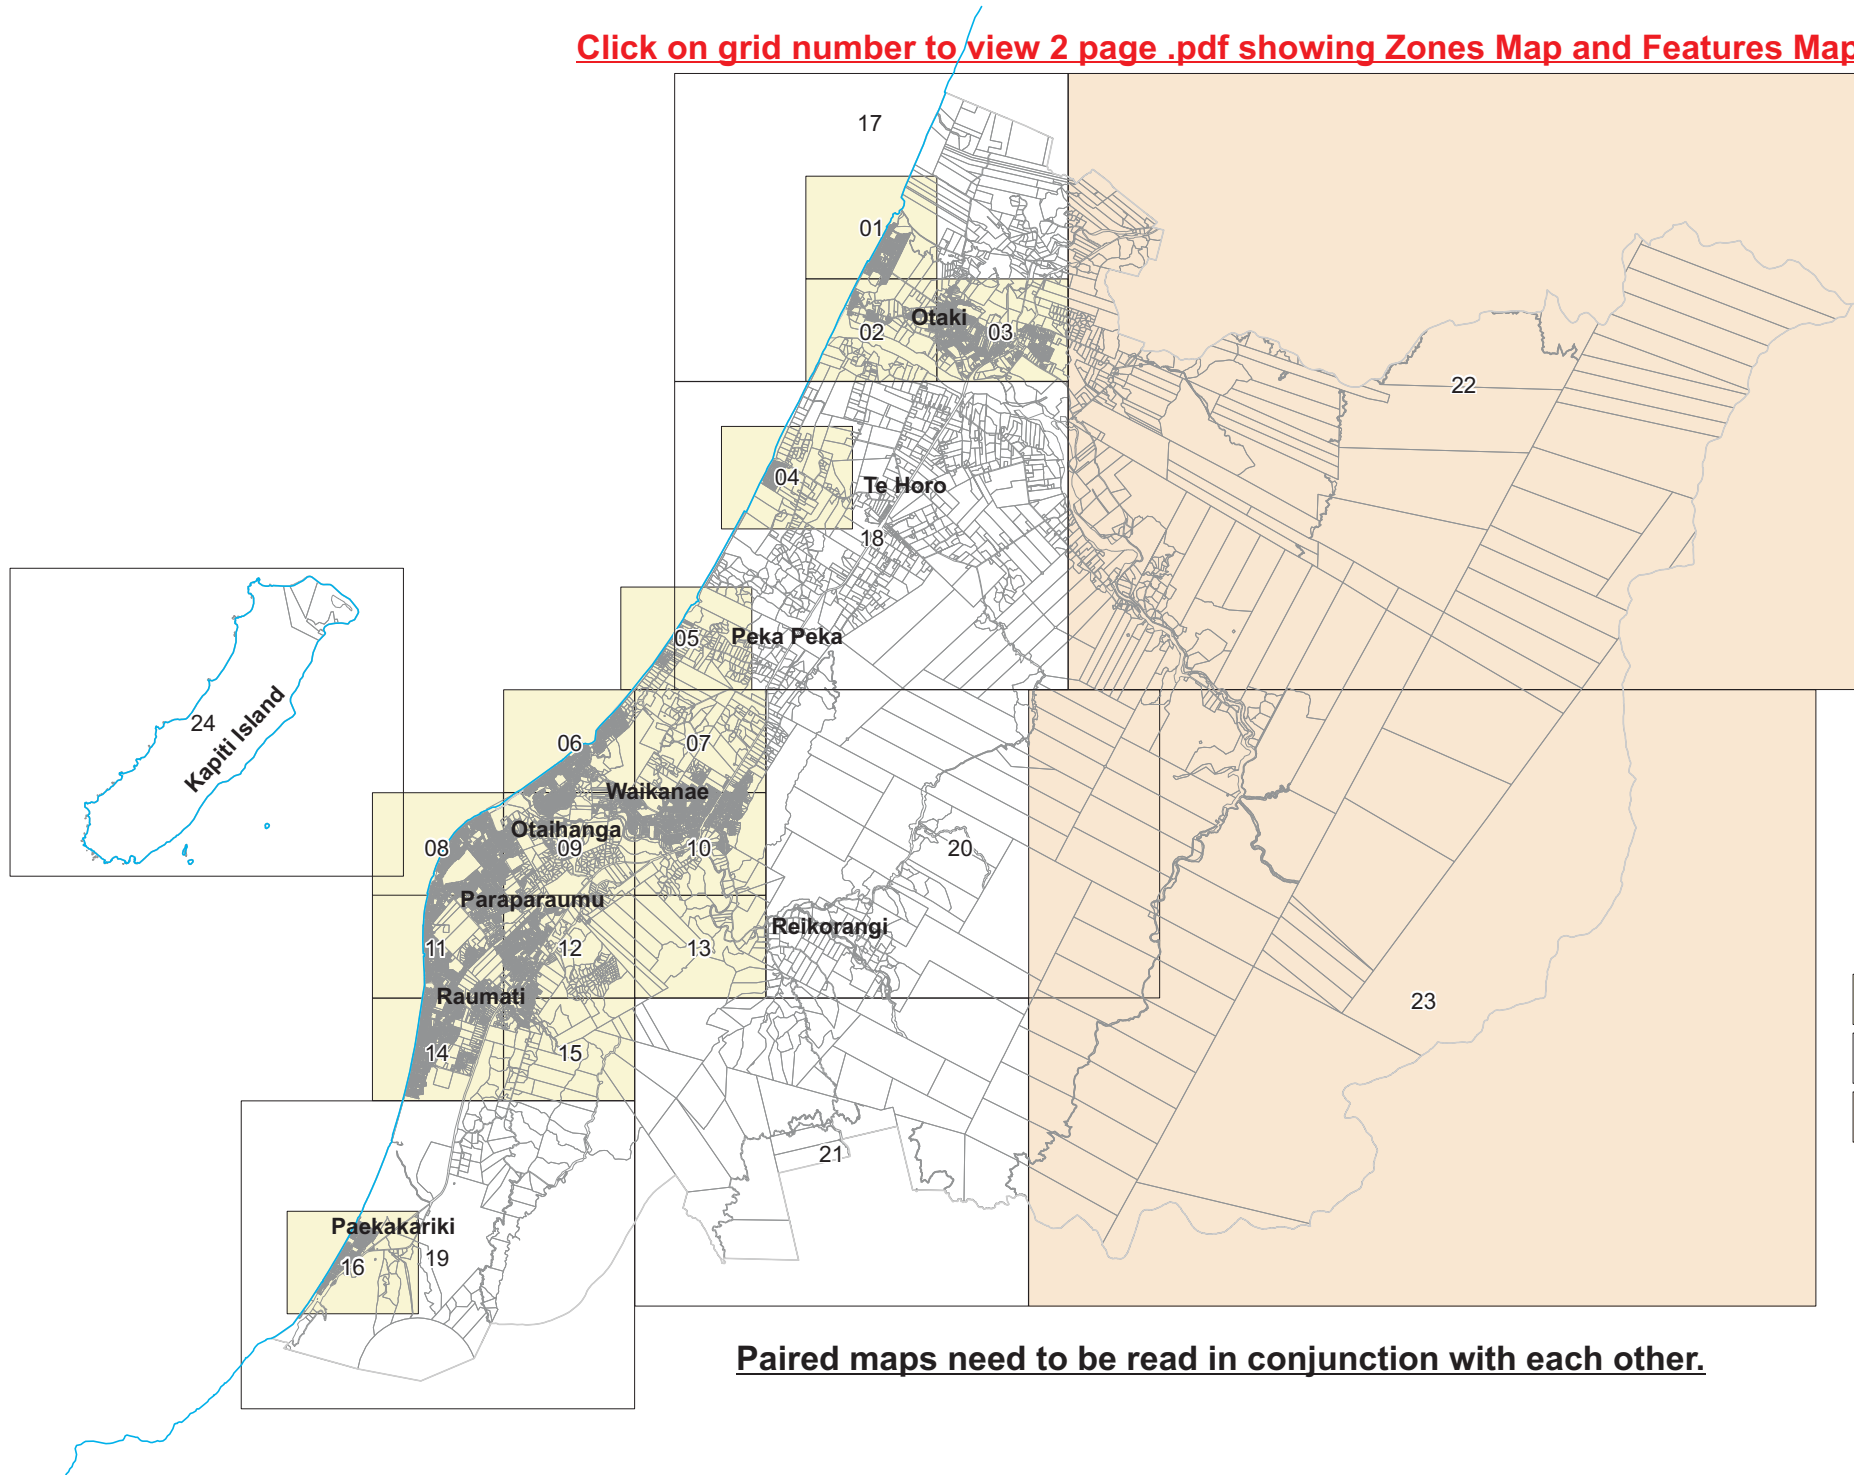 Click on grid number to view 2 page .pdf showing Zones Map and Features Map
17
01
Otaki
02
03
22
04
Te Horo
18
05
Peka Peka
24
Kapiti Island
06
07
Waikanae
Otaihanga
08
09
10
20
Paraparaumu
Reikorangi
11
12
13
Raumati
23
14
15
21
Paekakariki
16
19
Paired maps need to be read in conjunction with each other.